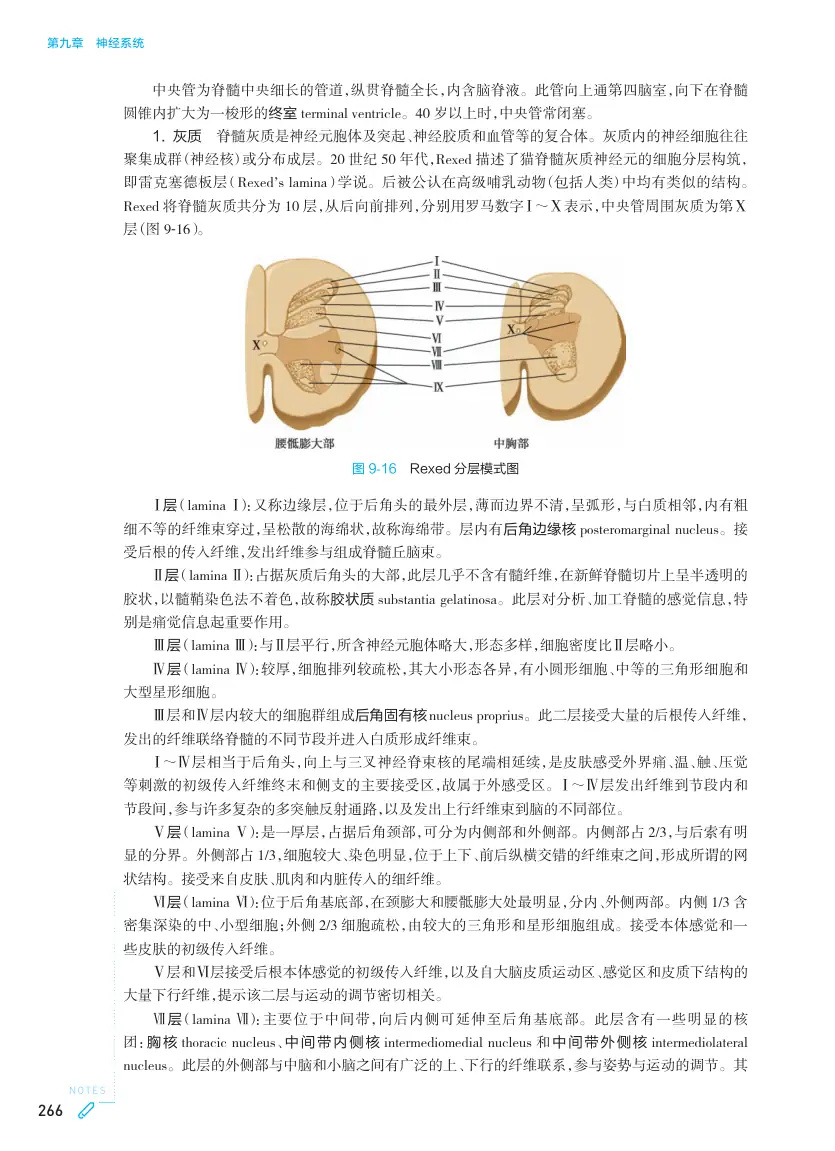 第九章 神经系统
中央管为脊髓中央细长的管道,纵贯脊髓全长,内含脑脊液。此管向上通第四脑室,向下在脊髓
圆锥内扩大为一梭形的终室 terminal ventricle。40 岁以上时,中央管常闭塞。
1. 灰质 脊髓灰质是神经元胞体及突起、神经胶质和血管等的复合体。灰质内的神经细胞往往
聚集成群(神经核)或分布成层。20 世纪 50 年代,Rexed 描述了猫脊髓灰质神经元的细胞分层构筑,
即雷克塞德板层(Rexed's lamina)学说。后被公认在高级哺乳动物(包括人类)中均有类似的结构。
Rexed 将脊髓灰质共分为 10 层,从后向前排列,分别用罗马数字Ⅰ～Ⅹ表示,中央管周围灰质为第Ⅹ
层(图 9-16)。
Ⅰ
Ⅱ
Ⅲ
Ⅳ
Ⅴ
Ⅵ
Ⅶ
Ⅷ
Ⅸ
X
X
腰骶膨大部 中胸部
图 9-16 Rexed 分层模式图
Ⅰ层(lamina Ⅰ):又称边缘层,位于后角头的最外层,薄而边界不清,呈弧形,与白质相邻,内有粗
细不等的纤维束穿过,呈松散的海绵状,故称海绵带。层内有后角边缘核 posteromarginal nucleus。接
受后根的传入纤维,发出纤维参与组成脊髓丘脑束。
Ⅱ层(lamina Ⅱ):占据灰质后角头的大部,此层几乎不含有髓纤维,在新鲜脊髓切片上呈半透明的
胶状,以髓鞘染色法不着色,故称胶状质 substantia gelatinosa。此层对分析、加工脊髓的感觉信息,特
别是痛觉信息起重要作用。
Ⅲ层(lamina Ⅲ):与Ⅱ层平行,所含神经元胞体略大,形态多样,细胞密度比Ⅱ层略小。
Ⅳ层(lamina Ⅳ):较厚,细胞排列较疏松,其大小形态各异,有小圆形细胞、中等的三角形细胞和
大型星形细胞。
Ⅲ层和Ⅳ层内较大的细胞群组成后角固有核nucleus proprius。此二层接受大量的后根传入纤维,
发出的纤维联络脊髓的不同节段并进入白质形成纤维束。
Ⅰ～Ⅳ层相当于后角头,向上与三叉神经脊束核的尾端相延续,是皮肤感受外界痛、温、触、压觉
等刺激的初级传入纤维终末和侧支的主要接受区,故属于外感受区。Ⅰ～Ⅳ层发出纤维到节段内和
节段间,参与许多复杂的多突触反射通路,以及发出上行纤维束到脑的不同部位。
Ⅴ层(lamina Ⅴ):是一厚层,占据后角颈部,可分为内侧部和外侧部。内侧部占 2/3,与后索有明
显的分界。外侧部占 1/3,细胞较大、染色明显,位于上下、前后纵横交错的纤维束之间,形成所谓的网
状结构。接受来自皮肤、肌肉和内脏传入的细纤维。
Ⅵ层(lamina Ⅵ):位于后角基底部,在颈膨大和腰骶膨大处最明显,分内、外侧两部。内侧 1/3 含
密集深染的中、小型细胞;外侧 2/3 细胞疏松,由较大的三角形和星形细胞组成。接受本体感觉和一
些皮肤的初级传入纤维。
Ⅴ层和Ⅵ层接受后根本体感觉的初级传入纤维,以及自大脑皮质运动区、感觉区和皮质下结构的
大量下行纤维,提示该二层与运动的调节密切相关。
Ⅶ层(lamina Ⅶ):主要位于中间带,向后内侧可延伸至后角基底部。此层含有一些明显的核
团:胸核 thoracic nucleus、中间带内侧核 intermediomedial nucleus 和中间带外侧核 intermediolateral
nucleus。此层的外侧部与中脑和小脑之间有广泛的上、下行的纤维联系,参与姿势与运动的调节。其
NOTES
266